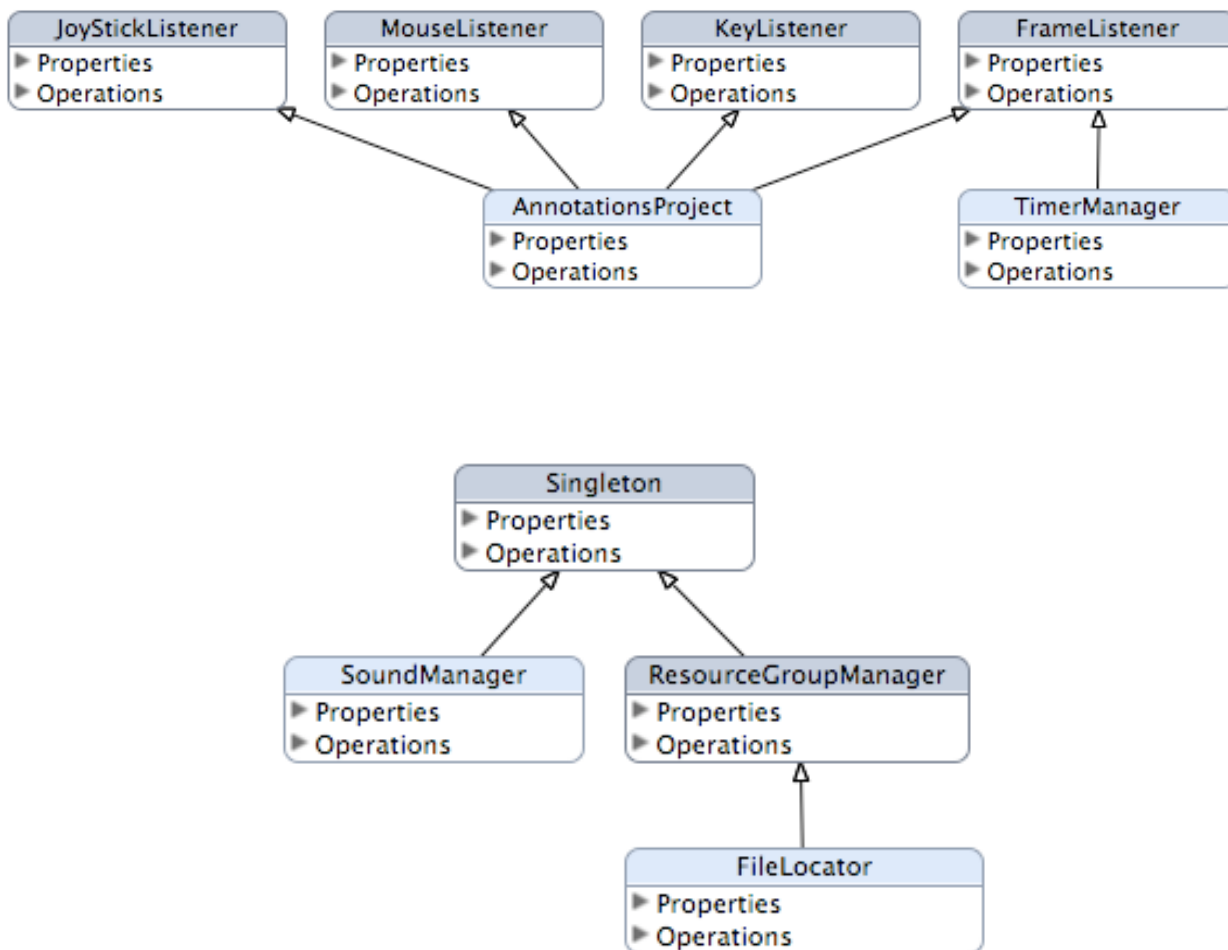 JoyStickListener
Properties
Operations
MouseListener
Properties
Operations
KeyListener
Properties
Operations
FrameListener
Properties
Operations
AnnotationsProject
Properties
Operations
TimerManager
Properties
Operations
Singleton
Properties
Operations
SoundManager
Properties
Operations
ResourceGroupManager
Properties
Operations
FileLocator
Properties
Operations